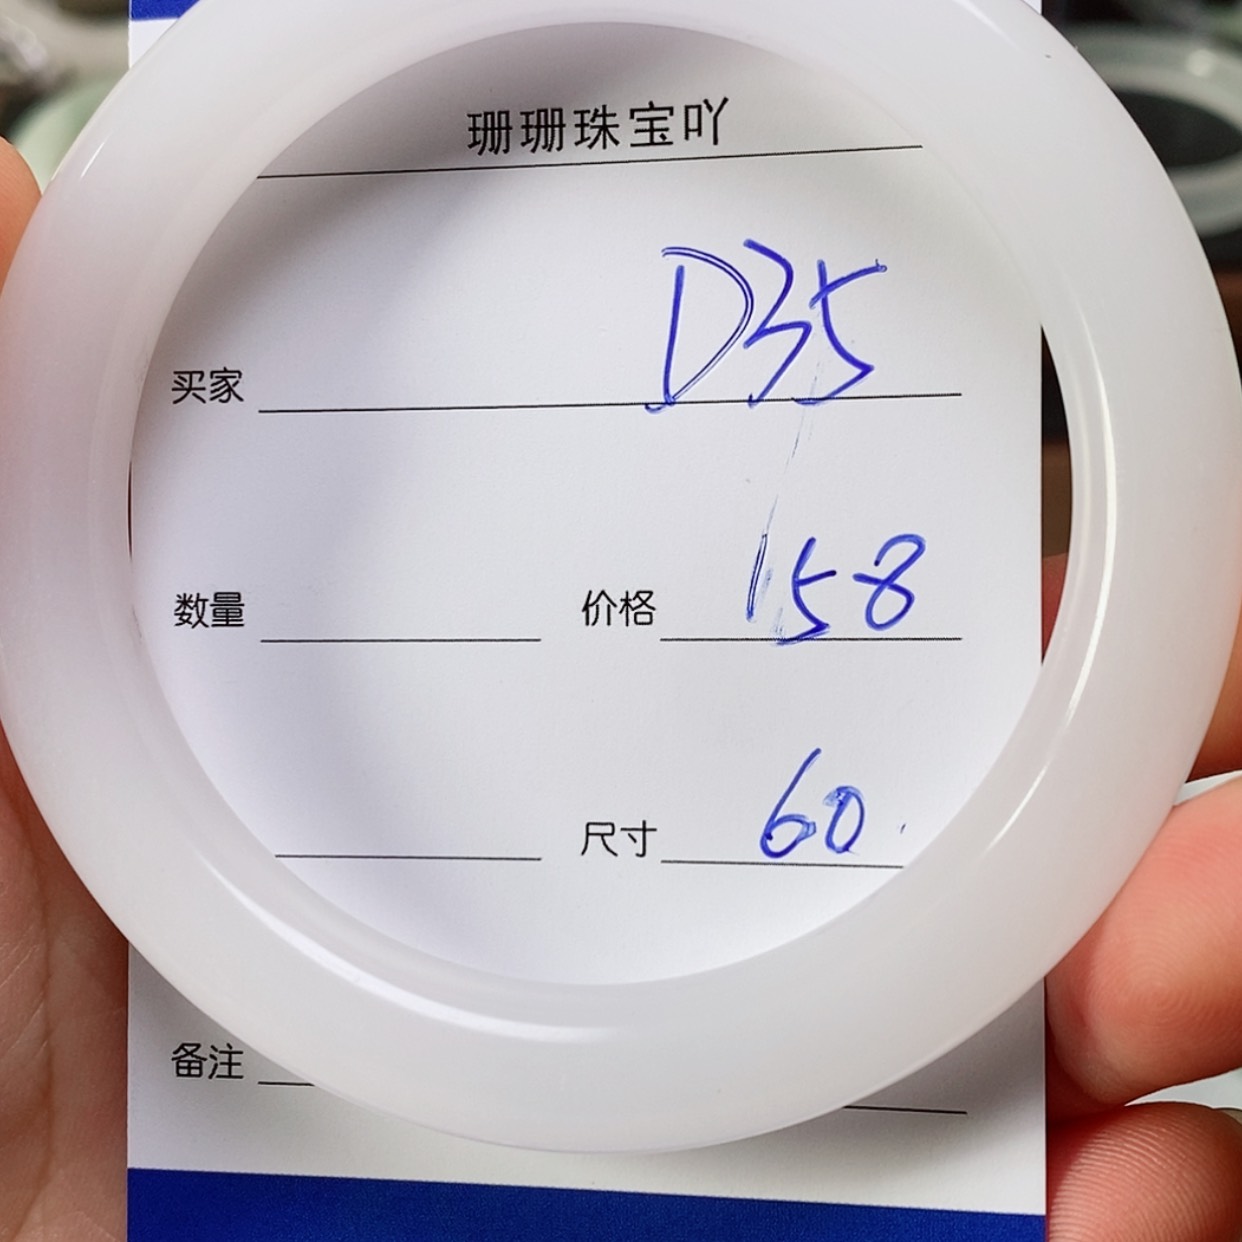 珊珊珠宝吖
买家 D35
数量 价格 158
尺寸 60.
备注